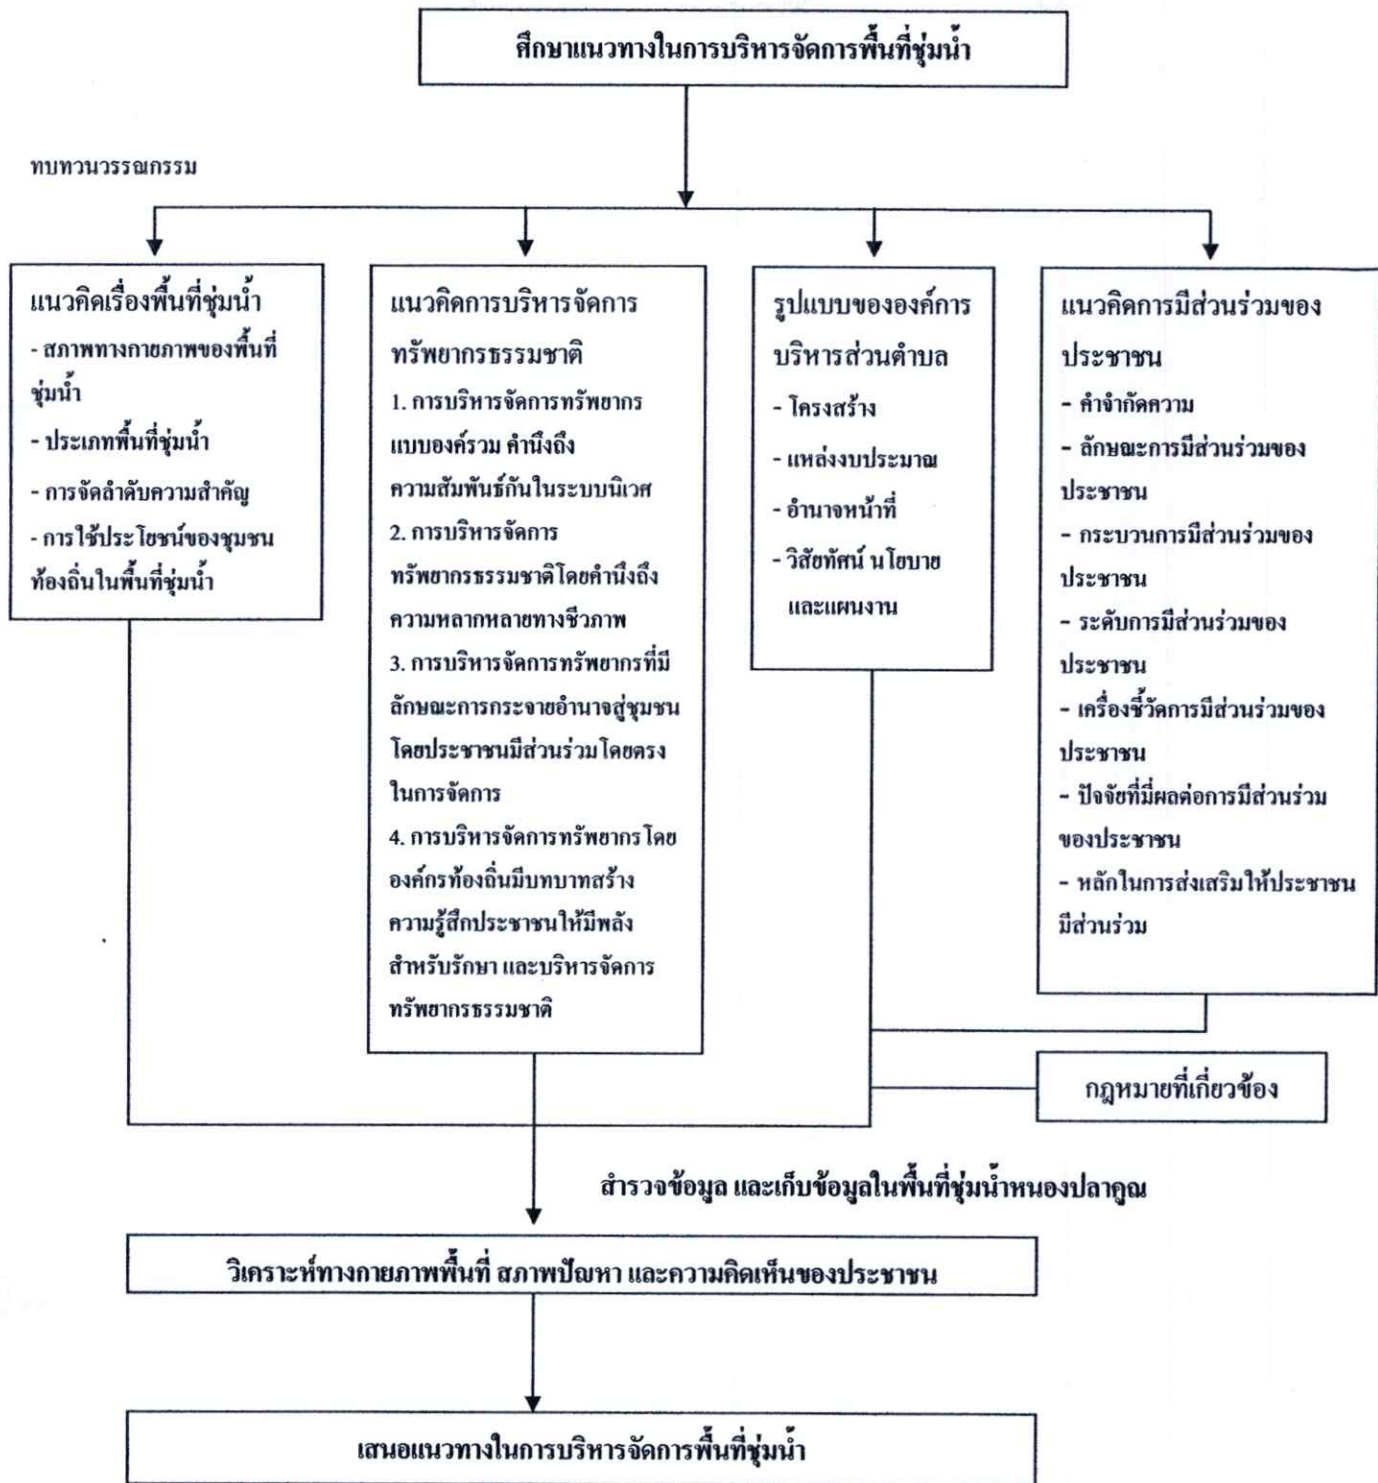 ศึกษาแนวทางในการบริหารจัดการพื้นที่ชุ่มน้ำ
ทบทวนวรรณกรรม
แนวคิดเรื่องพื้นที่ชุ่มน้ำ
- สภาพทางกายภาพของพื้นที่
ชุ่มน้ำ
- ประเภทพื้นที่ชุ่มน้ำ
- การจัดลำดับความสำคัญ
- การใช้ประโยชน์ของชุมชน
ท้องถิ่นในพื้นที่ชุ่มน้ำ
แนวคิดการบริหารจัดการ
ทรัพยากรธรรมชาติ
1. การบริหารจัดการทรัพยากร
แบบองค์รวม คำนึงถึง
ความสัมพันธ์กันในระบบนิเวศ
2. การบริหารจัดการ
ทรัพยากรธรรมชาติโดยคำนึงถึง
ความหลากหลายทางชีวภาพ
3. การบริหารจัดการทรัพยากรที่มี
ลักษณะการกระจายอำนาจสู่ชุมชน
โดยประชาชนมีส่วนร่วมโดยตรง
ในการจัดการ
4. การบริหารจัดการทรัพยากรโดย
องค์กรท้องถิ่นมีบทบาทสร้าง
ความรู้สึกประชาชนให้มีพลัง
สำหรับรักษา และบริหารจัดการ
ทรัพยากรธรรมชาติ
รูปแบบขององค์การ
บริหารส่วนตำบล
- โครงสร้าง
- แหล่งงบประมาณ
- อำนาจหน้าที่
- วิสัยทัศน์ นโยบาย
และแผนงาน
แนวคิดการมีส่วนร่วมของ
ประชาชน
- คำจำกัดความ
- ลักษณะการมีส่วนร่วมของ
ประชาชน
- กระบวนการมีส่วนร่วมของ
ประชาชน
- ระดับการมีส่วนร่วมของ
ประชาชน
- เครื่องชี้วัดการมีส่วนร่วมของ
ประชาชน
- ปัจจัยที่มี่ผลต่อการมีส่วนร่วม
ของประชาชน
- หลักในการส่งเสริมให้ประชาชน
มีส่วนร่วม
กฎหมายที่เกี่ยวข้อง
สำรวจข้อมูล และเก็บข้อมูลในพื้นที่ชุ่มน้ำหนองปลาคูณ
วิเคราะห์ทางกายภาพพื้นที่ สภาพปัญหา และความคิดเห็นของประชาชน
เสนอแนวทางในการบริหารจัดการพื้นที่ชุ่มน้ำ